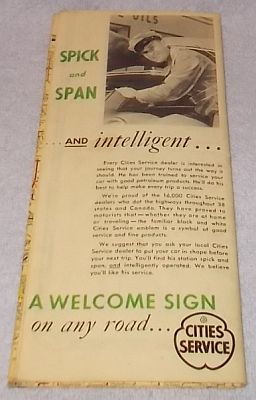 OILS
SPICK
and
SPAN
... AND intelligent...
Every Cities Service dealer is interested in
seeing that your journey turns out the way it
should. He has been trained to service your
car with good petroleum products. He'll do his
best to help make every trip a success.
We're proud of the 16,000 Cities Service
dealers who dot the highways throughout 38
states and Canada. They have proved to
motorists that — whether they are at home
or traveling — the familiar black and white
Cities Service emblem is a symbol of good
service and fine products.
We suggest that you ask your local Cities
Service dealer to put your car in shape before
your next trip. You'll find his station spick and
span, and intelligently operated. We believe
you'll like his service.
A WELCOME SIGN
on any road...
CITIES
SERVICE